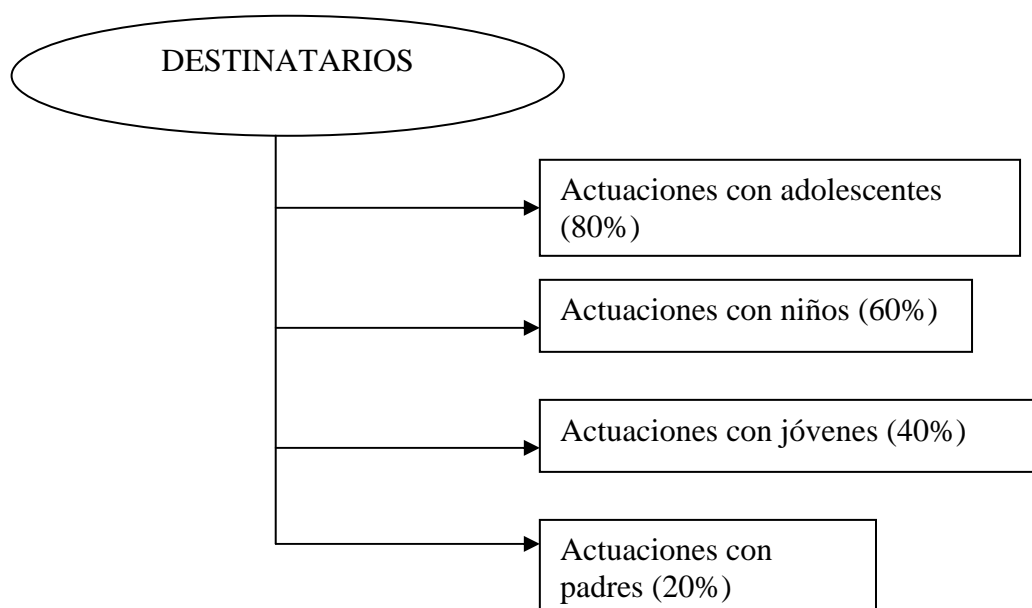 DESTINATARIOS
Actuaciones con adolescentes
(80%)
Actuaciones con niños (60%)
Actuaciones con jóvenes (40%)
Actuaciones con
padres (20%)